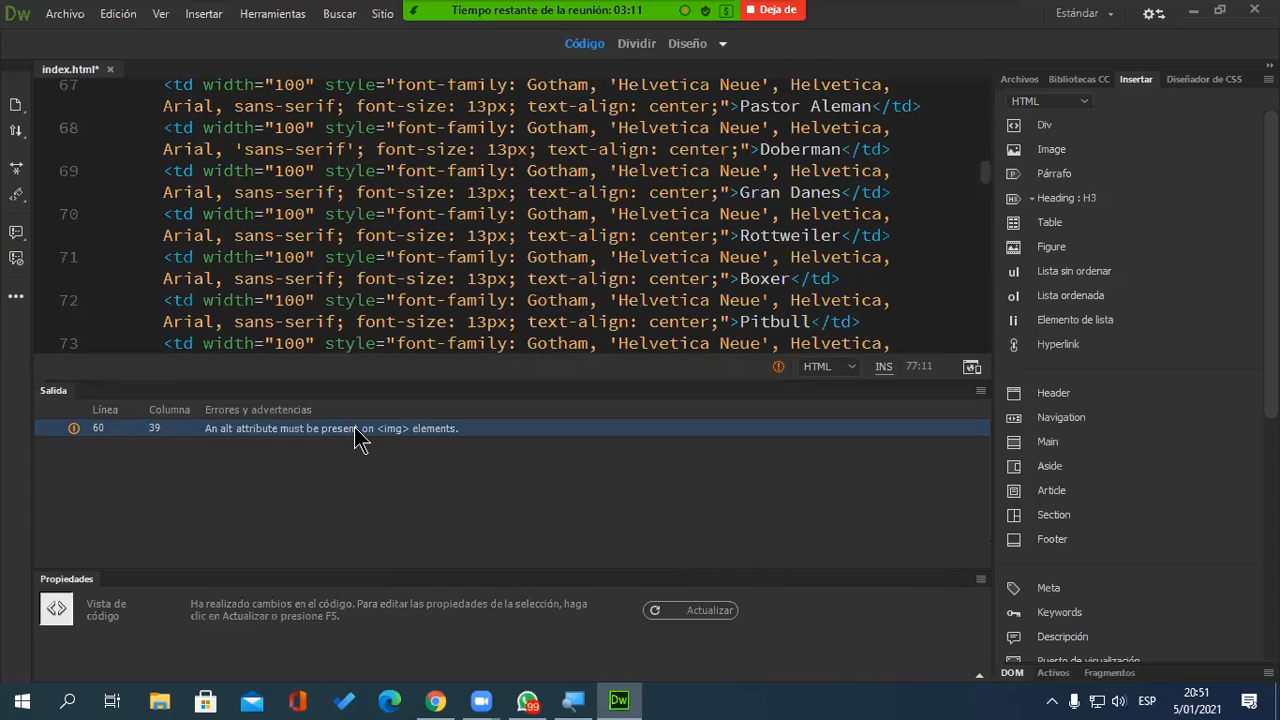 Dw
Archivo
Edición
Ver
Insertar
Herramientas
Buscar
Sitio
Tiempo restante de la reunión: 03:11
Deja de
Estándar
Código
Dividir
Diseño
index.html*
67 <td width="100" style="font-family: Gotham, 'Helvetica Neue', Helvetica,
Arial, sans-serif; font-size: 13px; text-align: center;">Pastor Aleman</td>
68 <td width="100" style="font-family: Gotham, 'Helvetica Neue', Helvetica,
Arial, 'sans-serif'; font-size: 13px; text-align: center;">Doberman</td>
69 <td width="100" style="font-family: Gotham, 'Helvetica Neue', Helvetica,
Arial, sans-serif; font-size: 13px; text-align: center;">Gran Danes</td>
70 <td width="100" style="font-family: Gotham, 'Helvetica Neue', Helvetica,
Arial, sans-serif; font-size: 13px; text-align: center;">Rottweiler</td>
71 <td width="100" style="font-family: Gotham, 'Helvetica Neue', Helvetica,
Arial, sans-serif; font-size: 13px; text-align: center;">Boxer</td>
72 <td width="100" style="font-family: Gotham, 'Helvetica Neue', Helvetica,
Arial, sans-serif; font-size: 13px; text-align: center;">Pitbull</td>
73 <td width="100" style="font-family: Gotham, 'Helvetica Neue', Helvetica,
HTML
INS
77:11
Salida
Línea
Columna
Errores y advertencias
60
39
An alt attribute must be present on <img> elements.
Propiedades
Vista de
código
Ha realizado cambios en el código. Para editar las propiedades de la selección, haga
clic en Actualizar o presione F5.
Actualizar
Archivos
Bibliotecas CC
Insertar
Diseñador de CSS
HTML
Div
Image
Párrafo
Heading : H3
Table
Figure
ul Lista sin ordenar
ol Lista ordenada
li Elemento de lista
Hyperlink
Header
Navigation
Main
Aside
Article
Section
Footer
Meta
Keywords
Descripción
Puerto de visualización
DOM
Activos
Fragmentos
99
Dw
ESP
20:51
5/01/2021